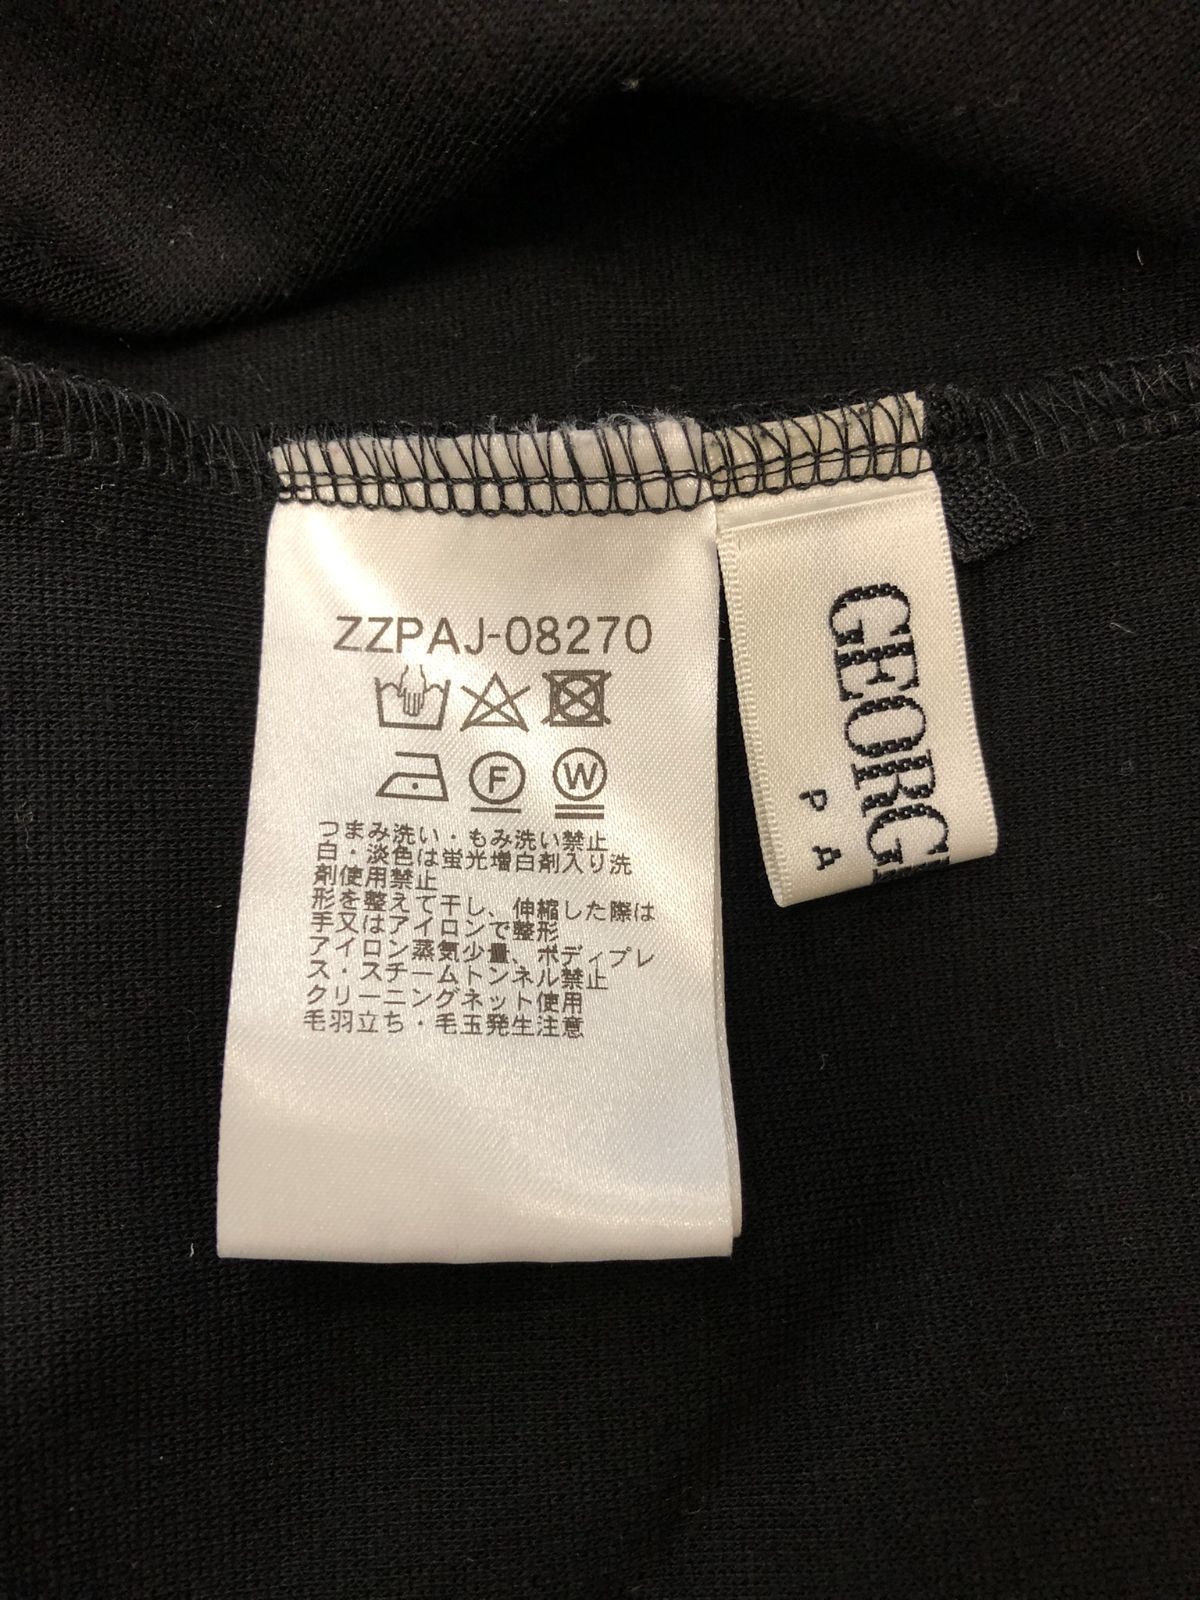 ZZPAJ-08270
F W
つまみ洗い・もみ洗い禁止
白・淡色は蛍光増白剤入り洗
剤使用禁止
形を整えて干し、伸縮した際は
手又はアイロンで整形
アイロン蒸気少量、ボディプレ
ス・スチームトンネル禁止
クリーニングネット使用
毛羽立ち・毛玉発生注意
GEORG
PA